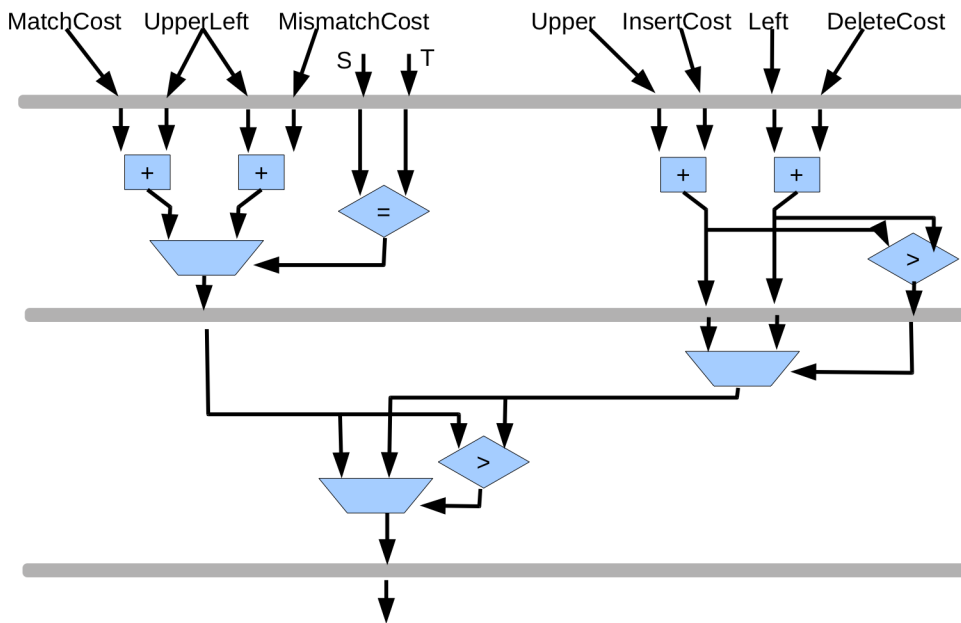 MatchCost UpperLeft MismatchCost Upper InsertCost Left DeleteCost
S T
+ + + +
=
>
>